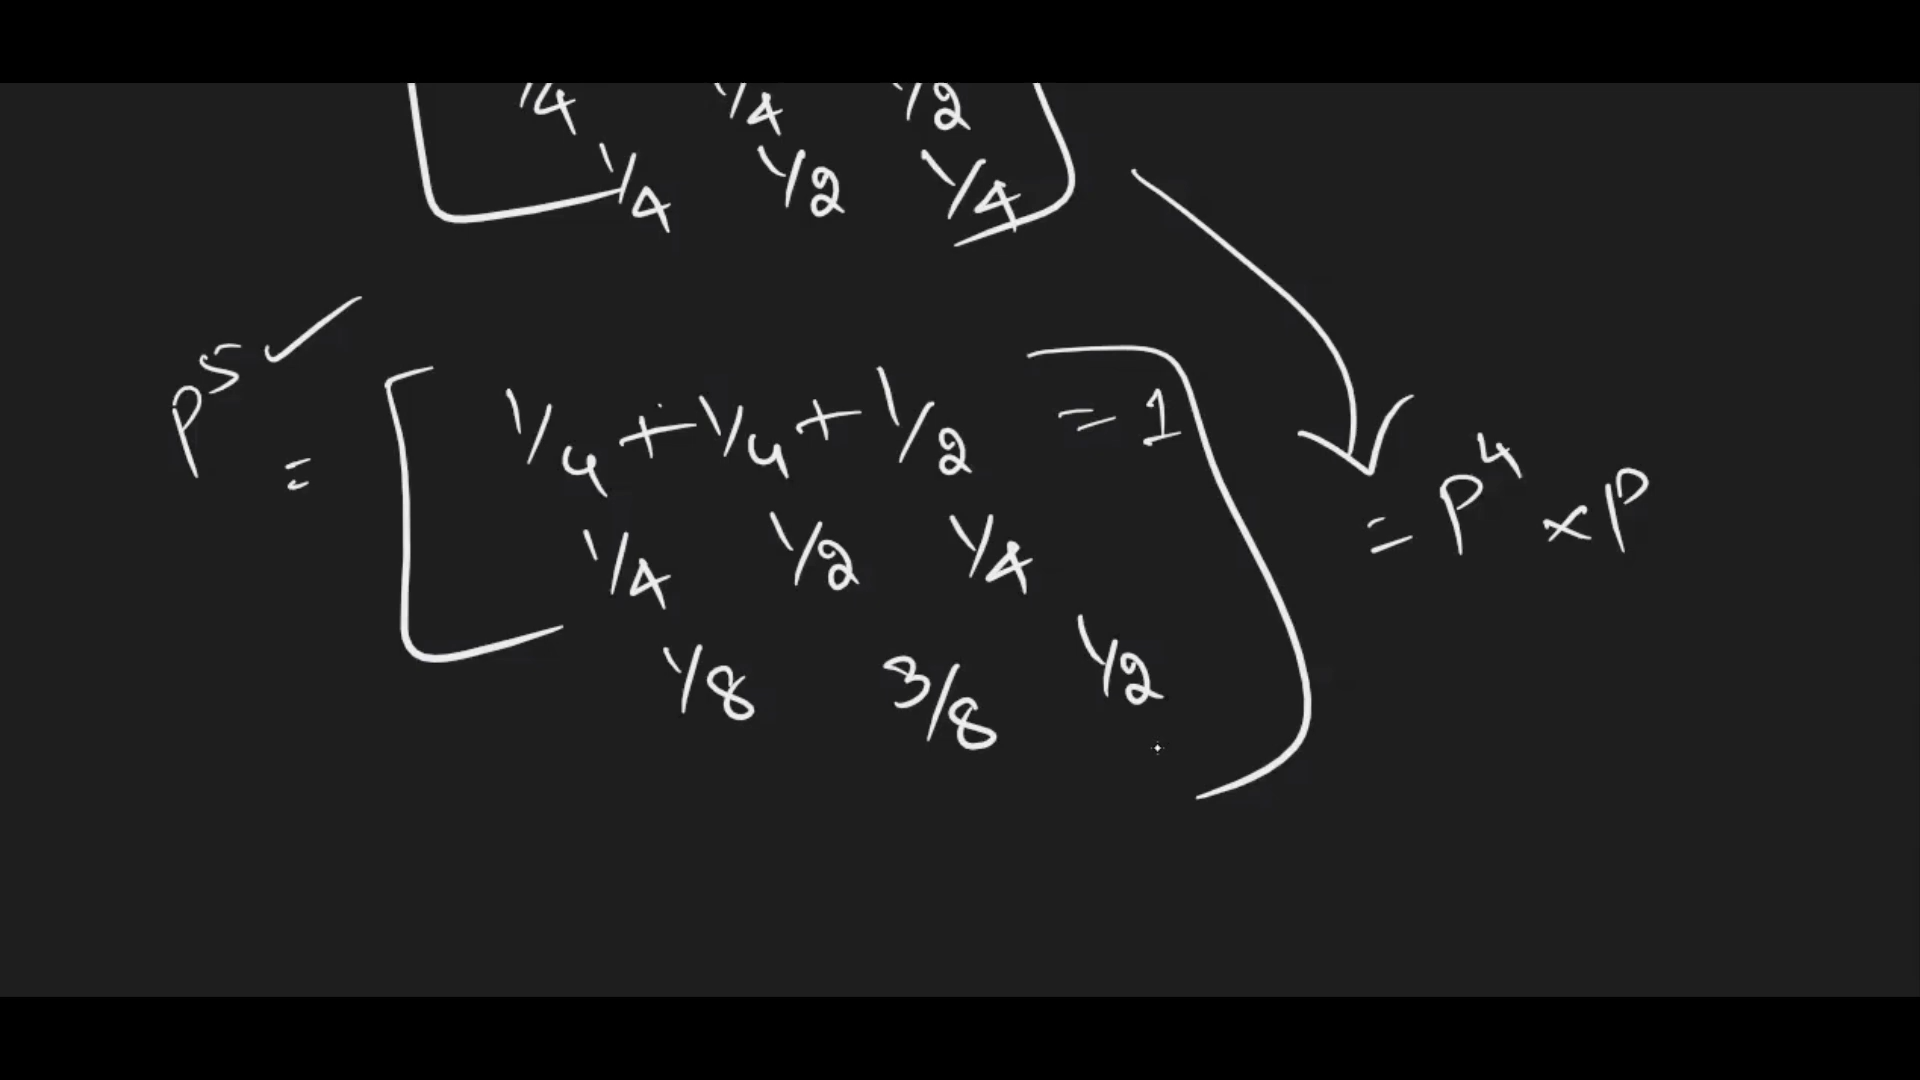 1/4 1/4 1/2
1/4 1/2 1/4
P⁵ = 1/4 + 1/4 + 1/2 = 1
1/4 1/2 1/4
= P⁴ × P
1/8 3/8 1/2